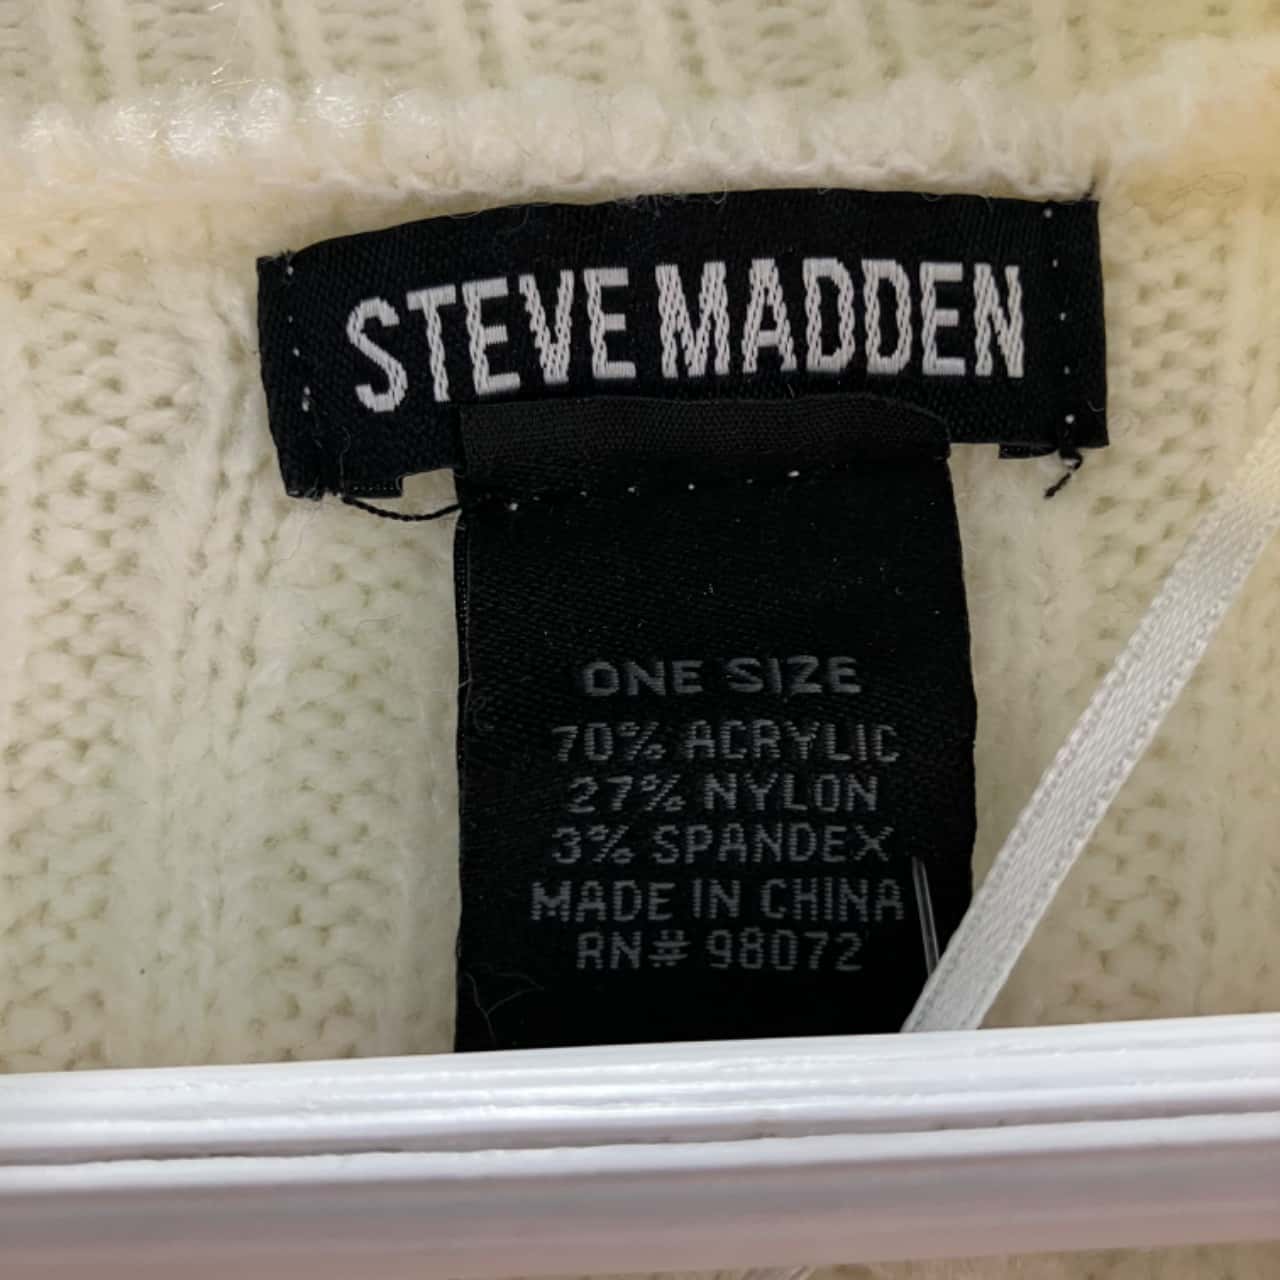 STEVE MADDEN
ONE SIZE
70% ACRYLIC
27% NYLON
3% SPANDEX
MADE IN CHINA
RN# 98072